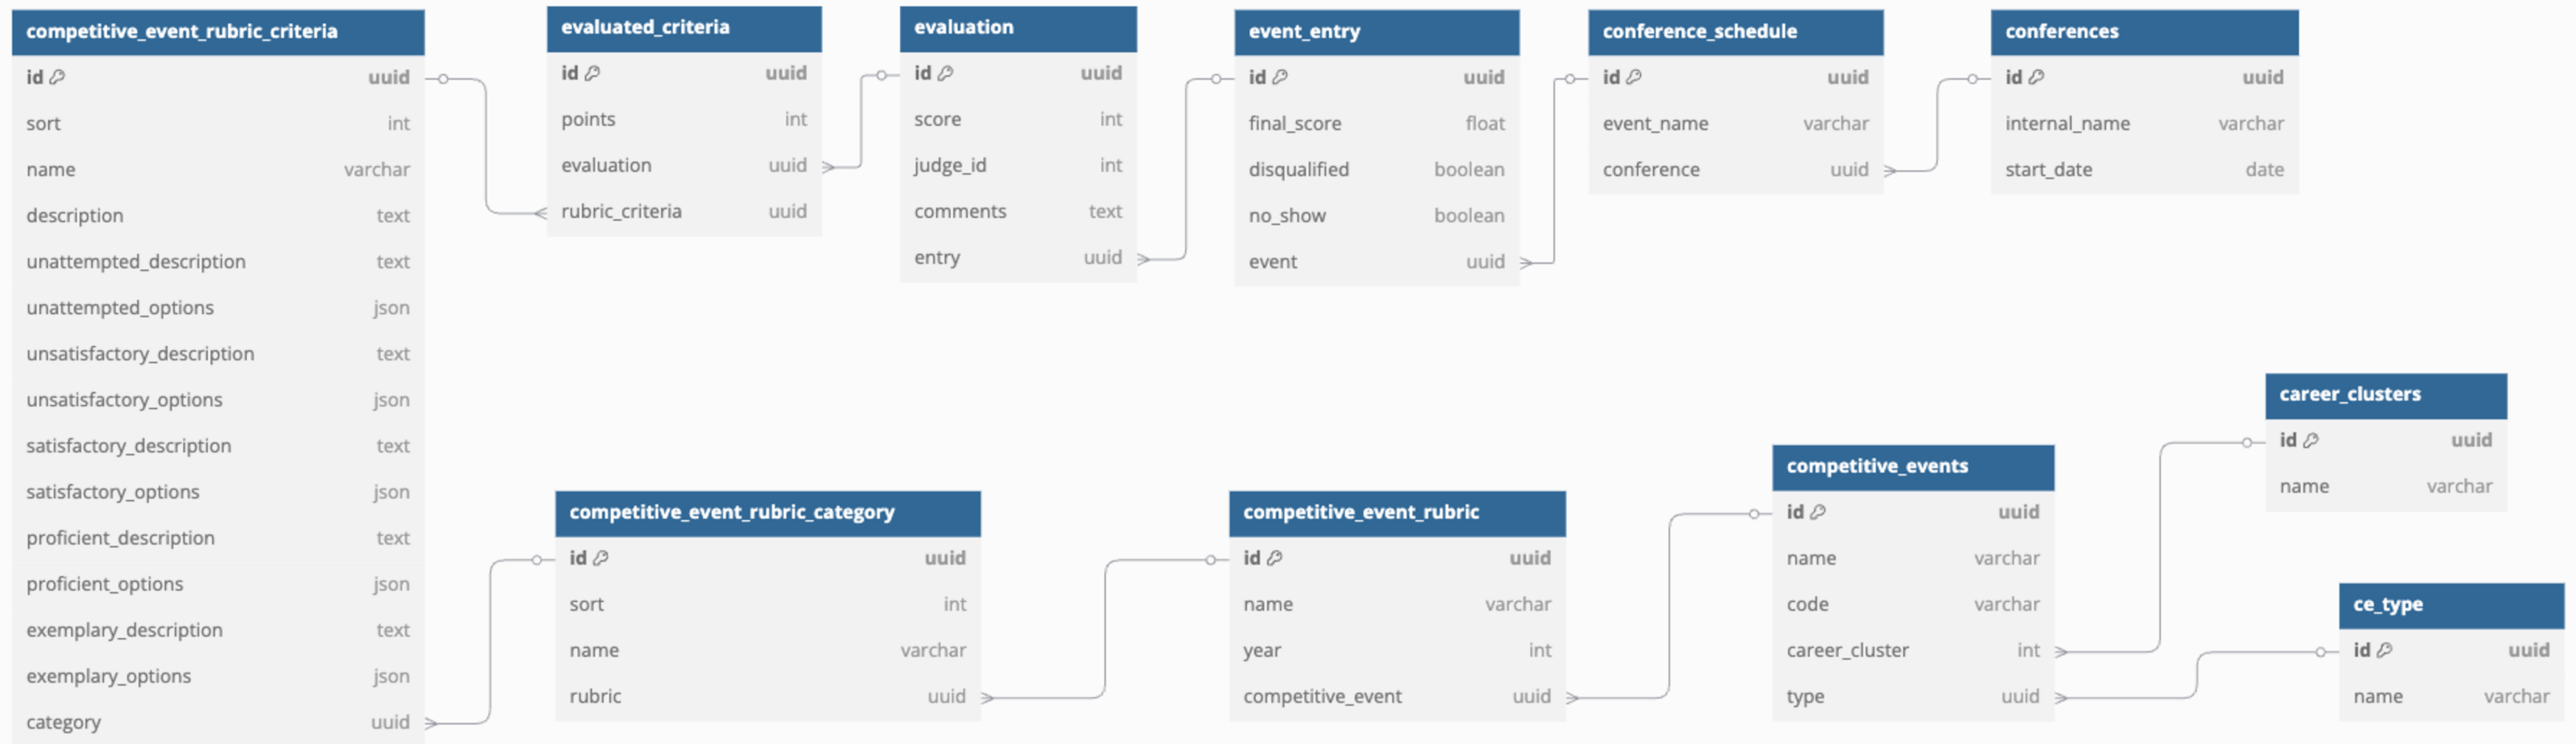 competitive_event_rubric_criteria
id uuid
sort int
name varchar
description text
unattempted_description text
unattempted_options json
unsatisfactory_description text
unsatisfactory_options json
satisfactory_description text
satisfactory_options json
proficient_description text
proficient_options json
exemplary_description text
exemplary_options json
category uuid
evaluated_criteria
id uuid
points int
evaluation uuid
rubric_criteria uuid
evaluation
id uuid
score int
judge_id int
comments text
entry uuid
event_entry
id uuid
final_score float
disqualified boolean
no_show boolean
event uuid
conference_schedule
id uuid
event_name varchar
conference uuid
conferences
id uuid
internal_name varchar
start_date date
competitive_event_rubric_category
id uuid
sort int
name varchar
rubric uuid
competitive_event_rubric
id uuid
name varchar
year int
competitive_event uuid
competitive_events
id uuid
name varchar
code varchar
career_cluster int
type uuid
career_clusters
id uuid
name varchar
ce_type
id uuid
name varchar